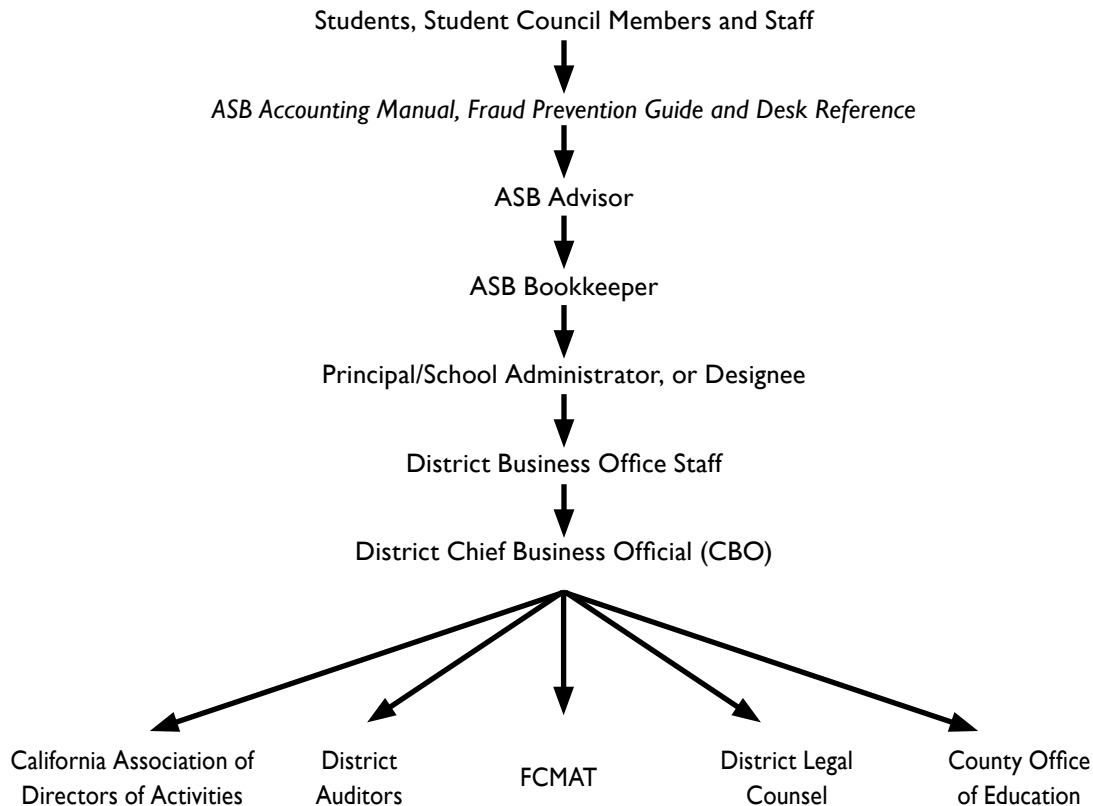 Students, Student Council Members and Staff
ASB Accounting Manual, Fraud Prevention Guide and Desk Reference
ASB Advisor
ASB Bookkeeper
Principal/School Administrator, or Designee
District Business Office Staff
District Chief Business Official (CBO)
California Association of
Directors of Activities
District
Auditors
FCMAT
District Legal
Counsel
County Office
of Education